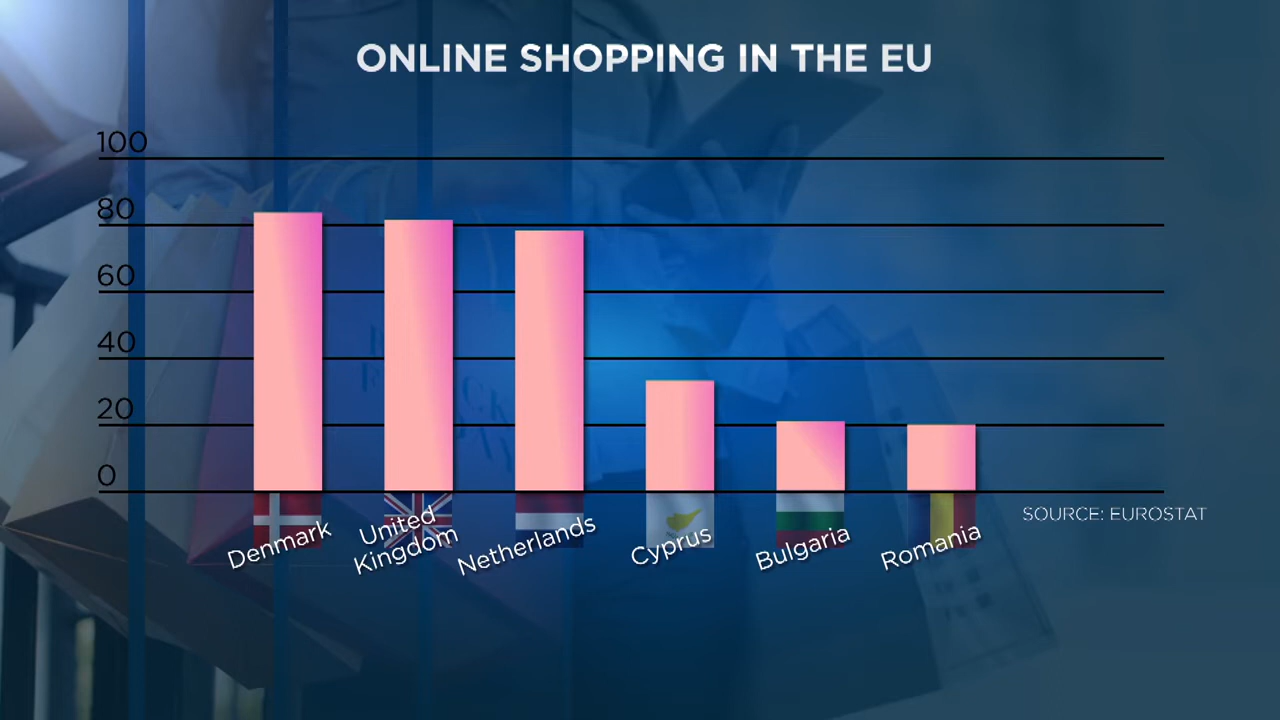 ONLINE SHOPPING IN THE EU
100
80
60
40
20
0
Denmark
United
Kingdom
Netherlands
Cyprus
Bulgaria
Romania
SOURCE: EUROSTAT